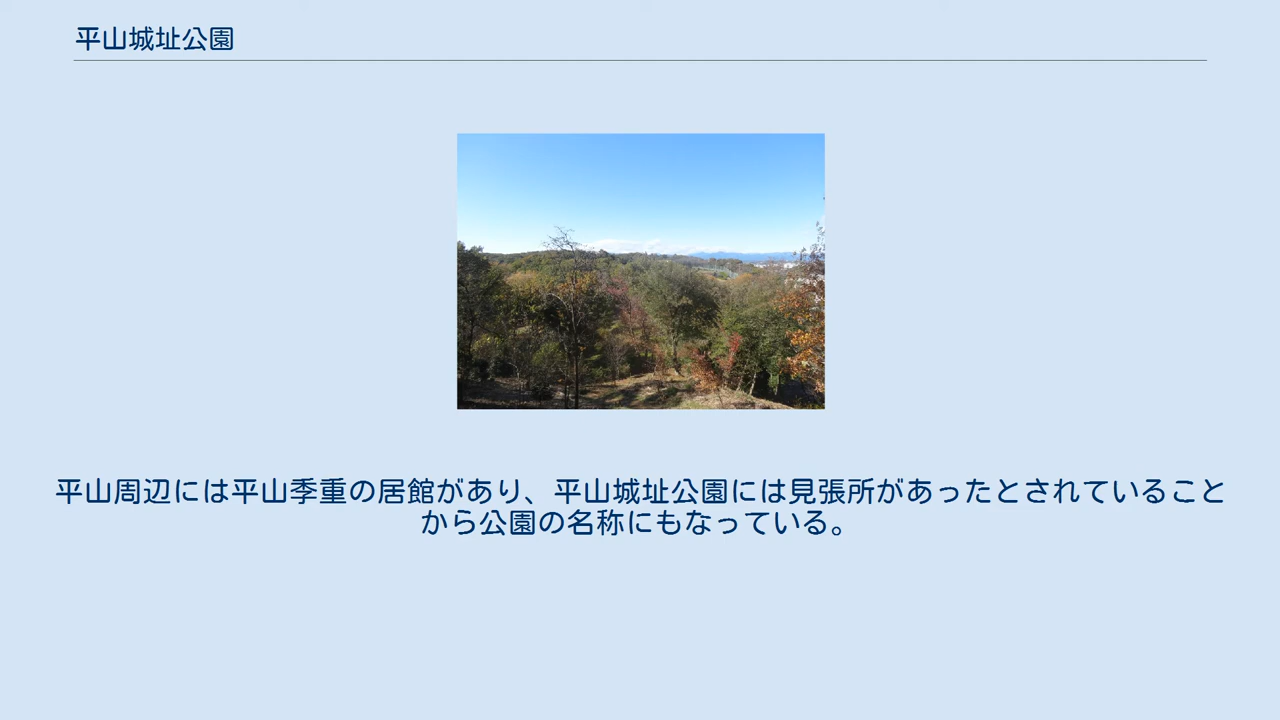 平山城址公園
平山周辺には平山季重の居館があり、平山城址公園には見張所があったとされていること
から公園の名称にもなっている。